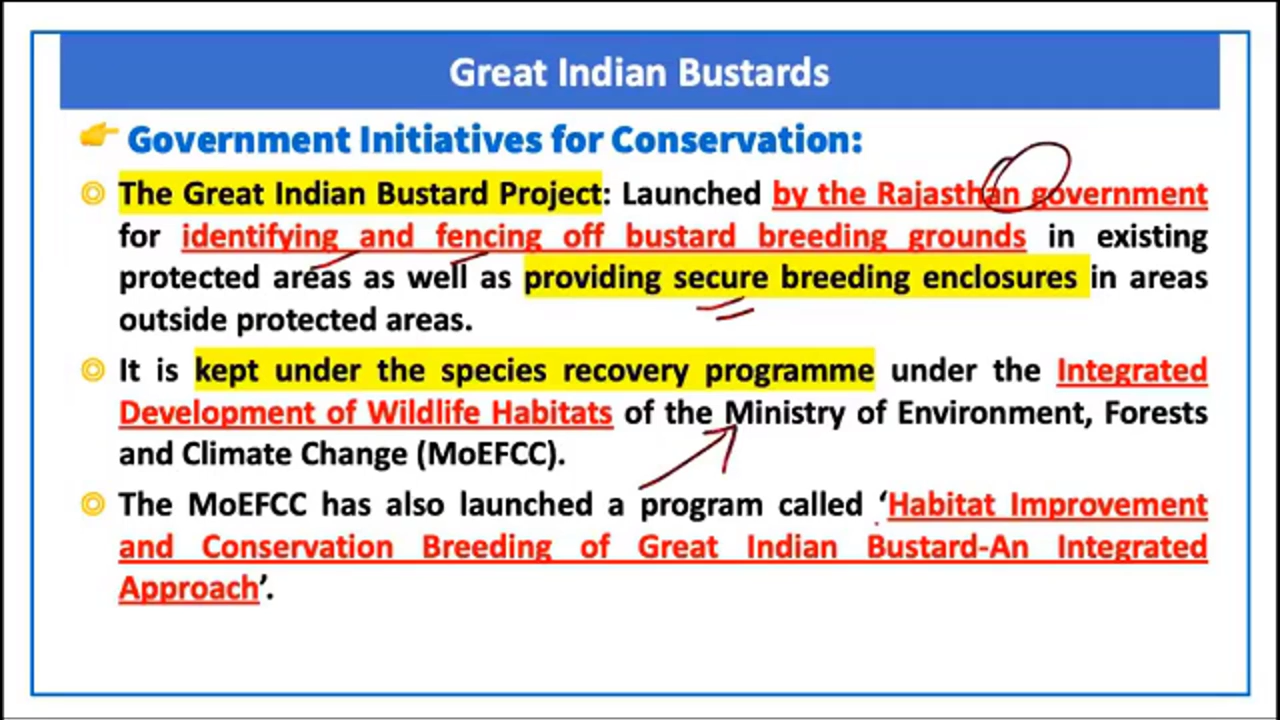 Great Indian Bustards
Government Initiatives for Conservation:
The Great Indian Bustard Project: Launched by the Rajasthan government
for identifying and fencing off bustard breeding grounds in existing
protected areas as well as providing secure breeding enclosures in areas
outside protected areas.
It is kept under the species recovery programme under the Integrated
Development of Wildlife Habitats of the Ministry of Environment, Forests
and Climate Change (MoEFCC).
The MoEFCC has also launched a program called ‘Habitat Improvement
and Conservation Breeding of Great Indian Bustard-An Integrated
Approach’.